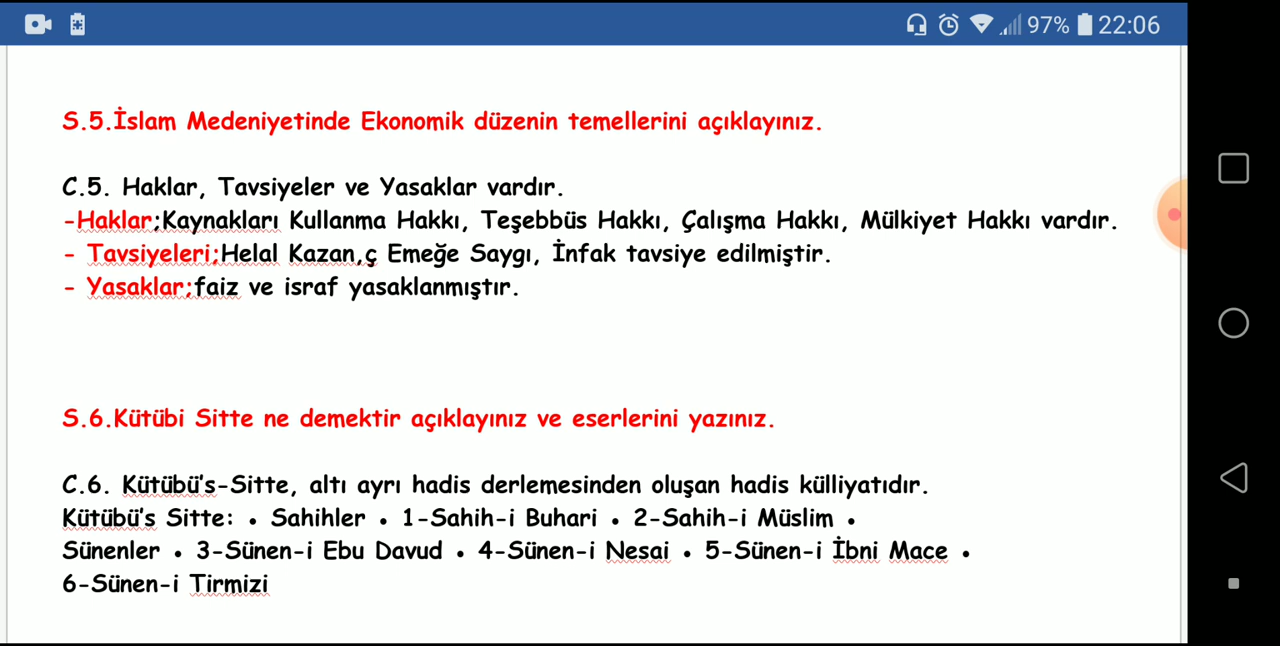 97% 22:06
S.5.İslam Medeniyetinde Ekonomik düzenin temellerini açıklayınız.
C.5. Haklar, Tavsiyeler ve Yasaklar vardır.
-Haklar;Kaynakları Kullanma Hakkı, Teşebbüs Hakkı, Çalışma Hakkı, Mülkiyet Hakkı vardır.
- Tavsiyeleri;Helal Kazan,ç Emeğe Saygı, İnfak tavsiye edilmiştir.
- Yasaklar;faiz ve israf yasaklanmıştır.
S.6.Kütübi Sitte ne demektir açıklayınız ve eserlerini yazınız.
C.6. Kütübü's-Sitte, altı ayrı hadis derlemesinden oluşan hadis külliyatıdır.
Kütübü's Sitte: • Sahihler • 1-Sahih-i Buhari • 2-Sahih-i Müslim •
Sünenler • 3-Sünen-i Ebu Davud • 4-Sünen-i Nesai • 5-Sünen-i İbni Mace •
6-Sünen-i Tirmizi